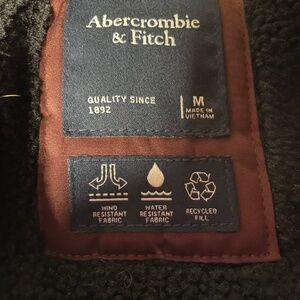 Abercrombie
& Fitch
QUALITY SINCE
1892
M
MADE IN
VIETNAM
WIND
RESISTANT
FABRIC
WATER
RESISTANT
FABRIC
RECYCLED
FILL